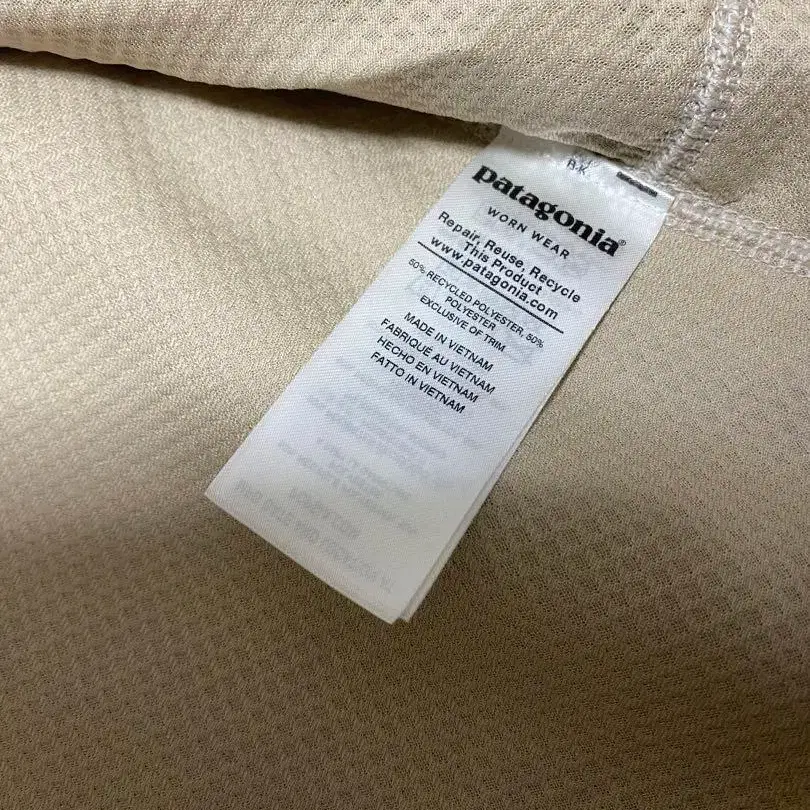 patagonia®
WORN WEAR
Repair, Reuse, Recycle
This Product
www.patagonia.com
50% RECYCLED POLYESTER, 50%
POLYESTER
EXCLUSIVE OF TRIM
MADE IN VIETNAM
FABRIQUÉ AU VIETNAM
HECHO EN VIETNAM
FATTO IN VIETNAM